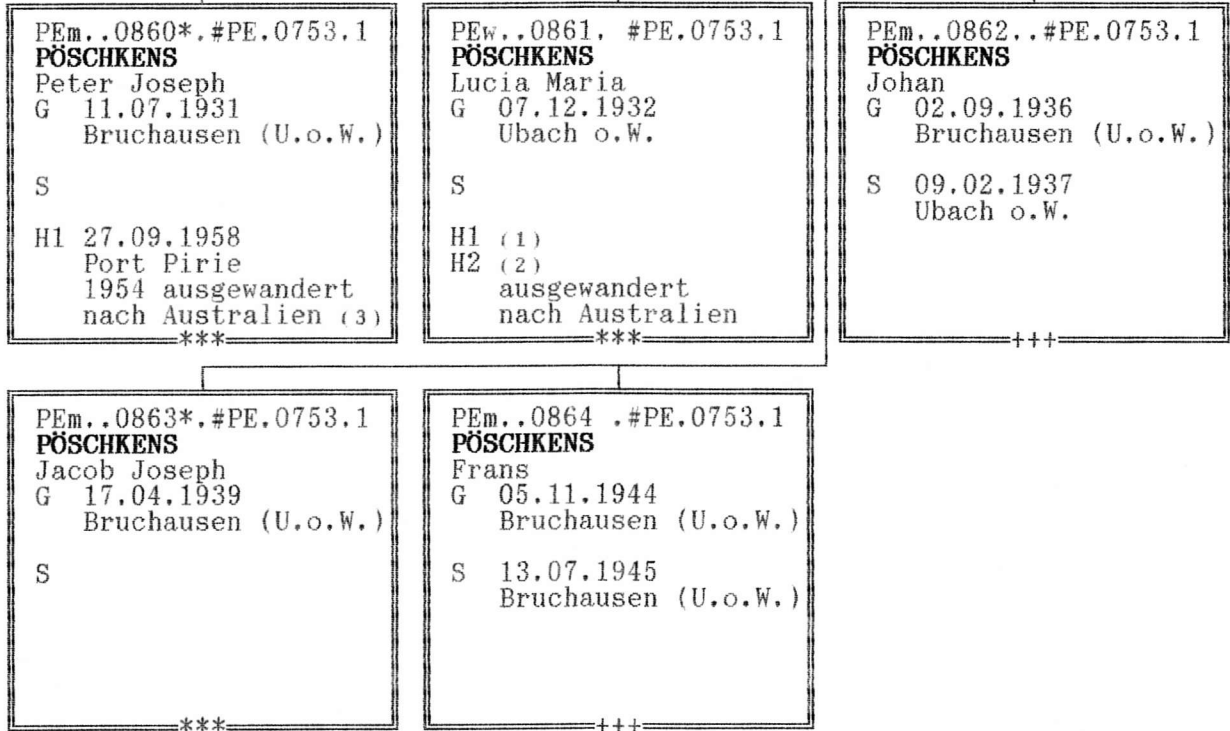 PEm..0860*.#PE.0753.1
PÖSCHKENS
Peter Joseph
G 11.07.1931
Bruchausen (U.o.W.)
S
H1 27.09.1958
Port Pirie
1954 ausgewandert
nach Australien (3)
***
PEw..0861. #PE.0753.1
PÖSCHKENS
Lucia Maria
G 07.12.1932
Ubach o.W.
S
H1 (1)
H2 (2)
ausgewandert
nach Australien
***
PEm..0862..#PE.0753.1
PÖSCHKENS
Johan
G 02.09.1936
Bruchausen (U.o.W.)
S 09.02.1937
Ubach o.W.
+++
PEm..0863*.#PE.0753.1
PÖSCHKENS
Jacob Joseph
G 17.04.1939
Bruchausen (U.o.W.)
S
***
PEm..0864 .#PE.0753.1
PÖSCHKENS
Frans
G 05.11.1944
Bruchausen (U.o.W.)
S 13.07.1945
Bruchausen (U.o.W.)
+++